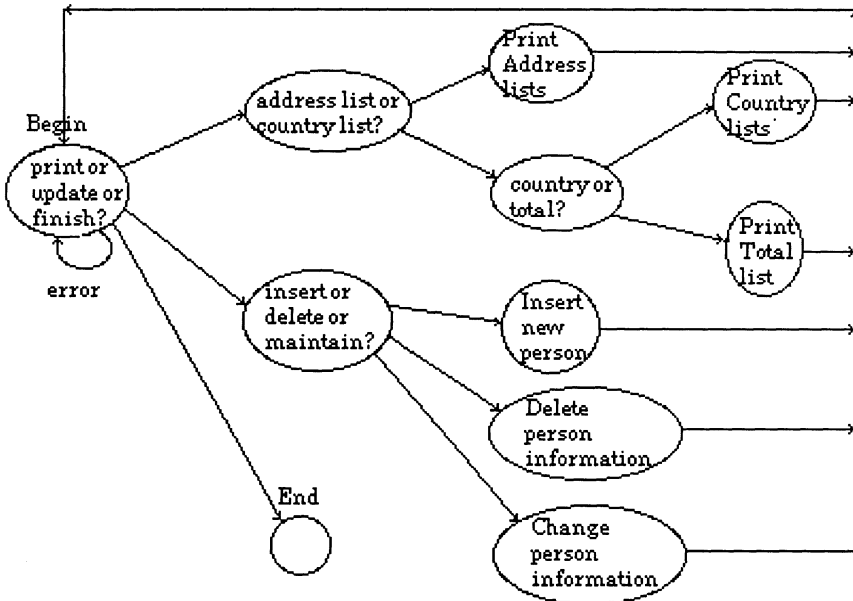 Print
Address
lists
Print
Country
lists
address list or
country list?
Begin
print or
update or
finish?
country or
total?
Print
Total
list
error
insert or
delete or
maintain?
Insert
new
person
Delete
person
information
End
Change
person
information